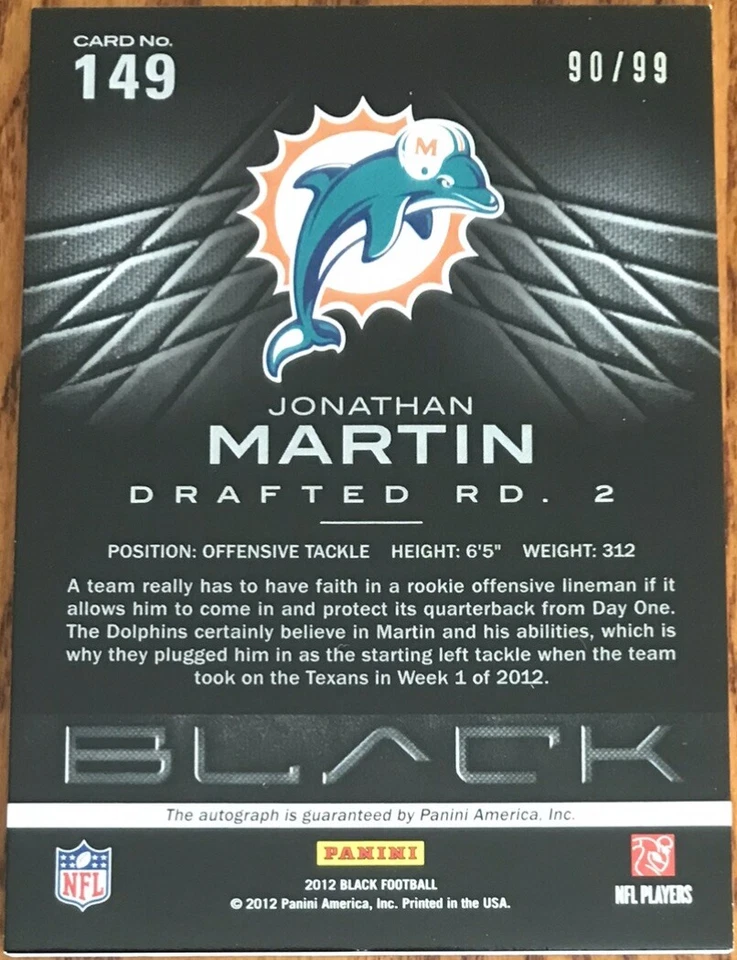 CARD No.
149
90/99
M
JONATHAN
MARTIN
DRAFTED RD. 2
POSITION: OFFENSIVE TACKLE HEIGHT: 6'5" WEIGHT: 312
A team really has to have faith in a rookie offensive lineman if it
allows him to come in and protect its quarterback from Day One.
The Dolphins certainly believe in Martin and his abilities, which is
why they plugged him in as the starting left tackle when the team
took on the Texans in Week 1 of 2012.
BLACK
The autograph is guaranteed by Panini America, Inc.
NFL
PANINI
2012 BLACK FOOTBALL
© 2012 Panini America, Inc. Printed in the USA.
NFL PLAYERS